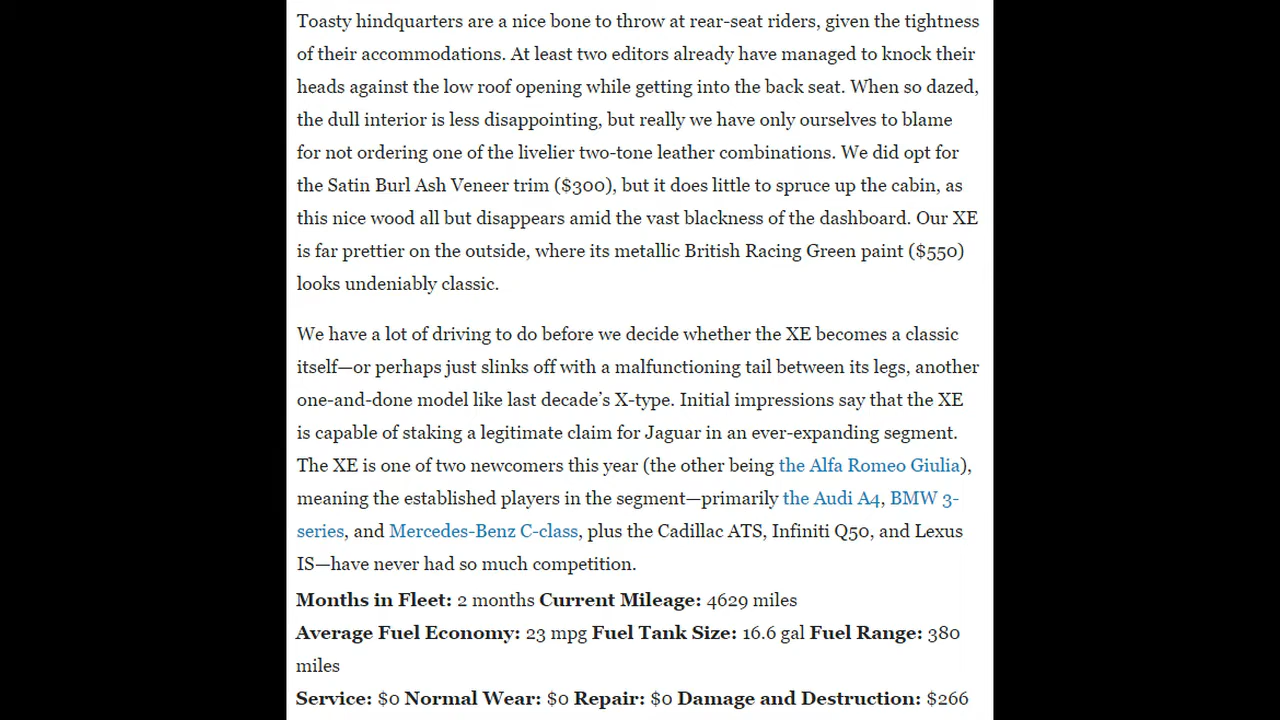 Toasty hindquarters are a nice bone to throw at rear-seat riders, given the tightness
of their accommodations. At least two editors already have managed to knock their
heads against the low roof opening while getting into the back seat. When so dazed,
the dull interior is less disappointing, but really we have only ourselves to blame
for not ordering one of the livelier two-tone leather combinations. We did opt for
the Satin Burl Ash Veneer trim ($300), but it does little to spruce up the cabin, as
this nice wood all but disappears amid the vast blackness of the dashboard. Our XE
is far prettier on the outside, where its metallic British Racing Green paint ($550)
looks undeniably classic.
We have a lot of driving to do before we decide whether the XE becomes a classic
itself—or perhaps just slinks off with a malfunctioning tail between its legs, another
one-and-done model like last decade’s X-type. Initial impressions say that the XE
is capable of staking a legitimate claim for Jaguar in an ever-expanding segment.
The XE is one of two newcomers this year (the other being the Alfa Romeo Giulia),
meaning the established players in the segment—primarily the Audi A4, BMW 3-
series, and Mercedes-Benz C-class, plus the Cadillac ATS, Infiniti Q50, and Lexus
IS—have never had so much competition.
Months in Fleet: 2 months Current Mileage: 4629 miles
Average Fuel Economy: 23 mpg Fuel Tank Size: 16.6 gal Fuel Range: 380
miles
Service: $0 Normal Wear: $0 Repair: $0 Damage and Destruction: $266